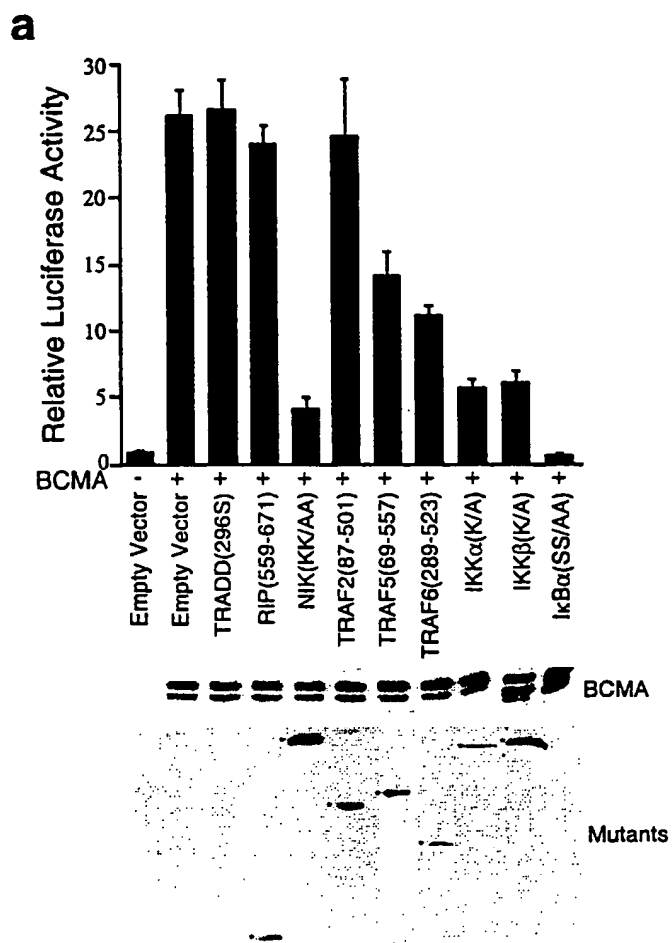 a
Relative Luciferase Activity
30
25
20
15
10
5
0
BCMA - + + + + + + + + + +
Empty Vector
Empty Vector
TRADD(296S)
RIP(559-671)
NIK(KK/AA)
TRAF2(87-501)
TRAF5(69-557)
TRAF6(289-523)
IKKα(K/A)
IKKβ(K/A)
IκBα(SS/AA)
BCMA
Mutants